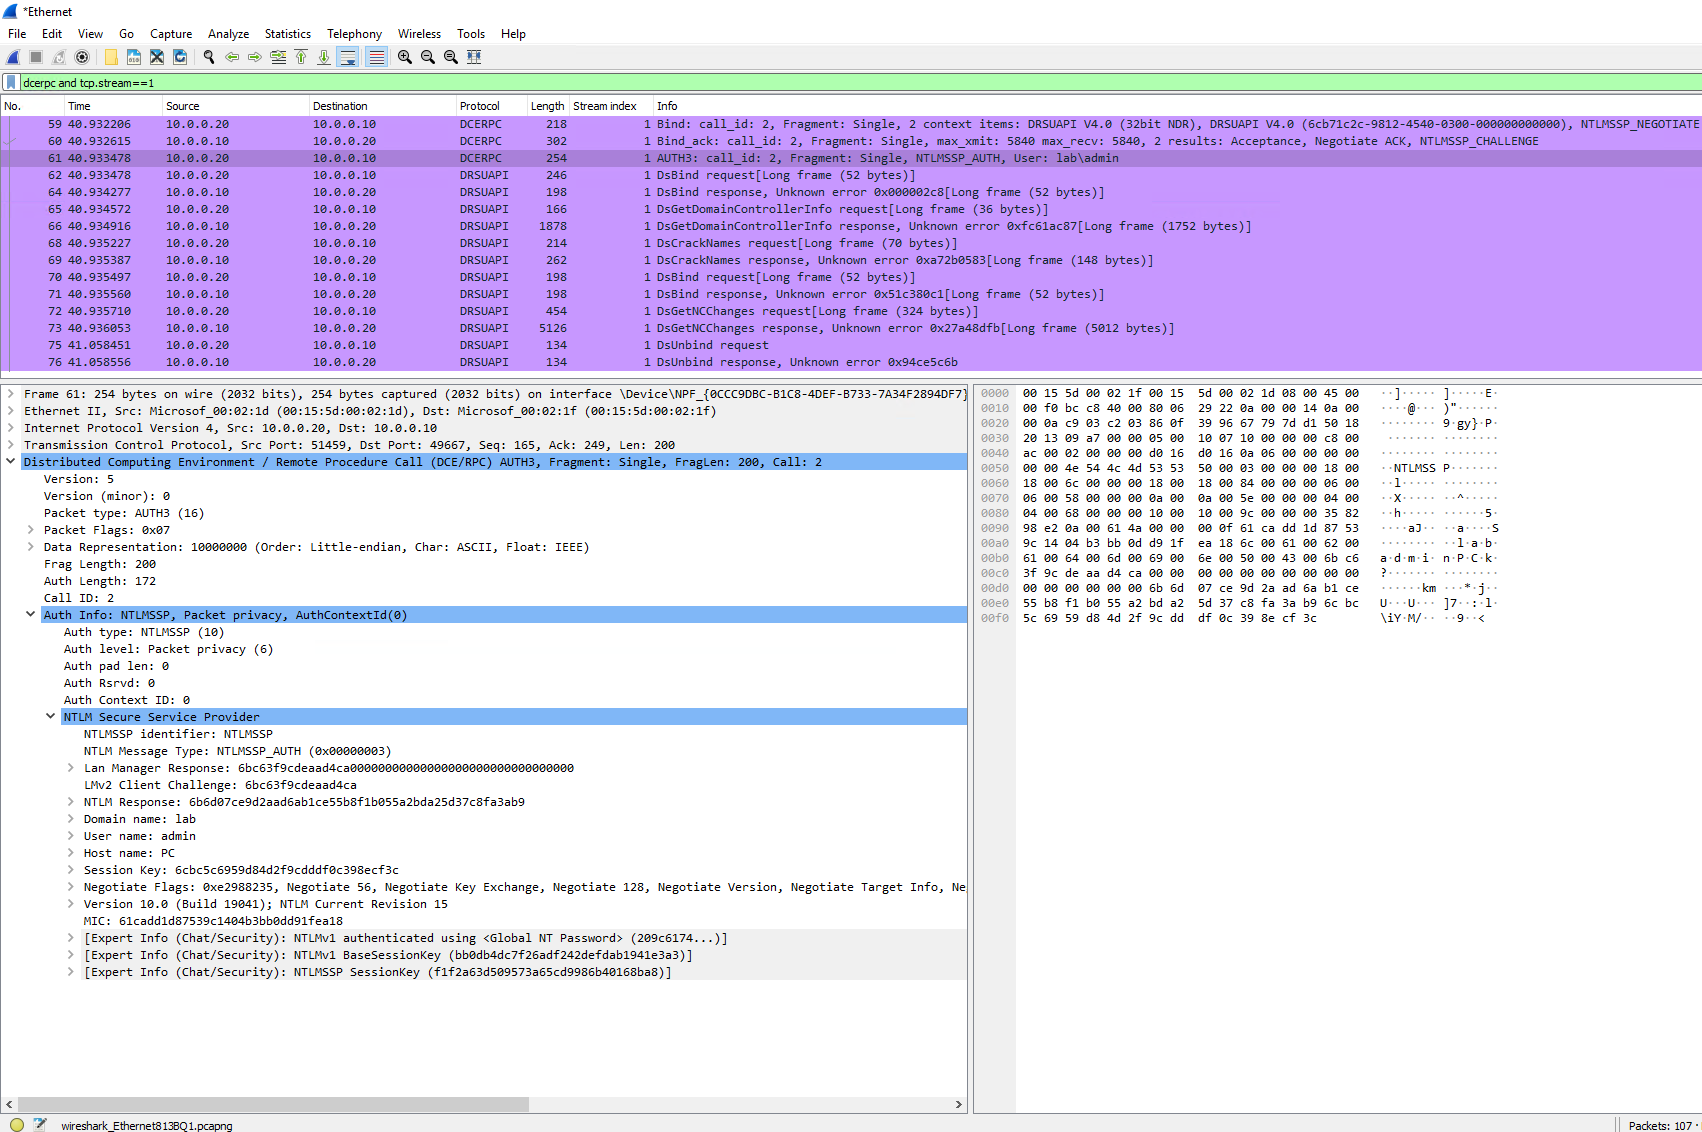 *Ethernet
File Edit View Go Capture Analyze Statistics Telephony Wireless Tools Help
dcerpc and tcp.stream==1
No. Time Source Destination Protocol Length Stream index Info
59 40.932206 10.0.0.20 10.0.0.10 DCERPC 218 1 Bind: call_id: 2, Fragment: Single, 2 context items: DRSUAPI V4.0 (32bit NDR), DRSUAPI V4.0 (6cb71c2c-9812-4540-0300-000000000000), NTLMSSP_NEGOTIATE
60 40.932615 10.0.0.10 10.0.0.20 DCERPC 302 1 Bind_ack: call_id: 2, Fragment: Single, max_xmit: 5840 max_recv: 5840, 2 results: Acceptance, Negotiate ACK, NTLMSSP_CHALLENGE
61 40.933478 10.0.0.20 10.0.0.10 DCERPC 254 1 AUTH3: call_id: 2, Fragment: Single, NTLMSSP_AUTH, User: lab\admin
62 40.933478 10.0.0.20 10.0.0.10 DRSUAPI 246 1 DsBind request[Long frame (52 bytes)]
64 40.934277 10.0.0.10 10.0.0.20 DRSUAPI 198 1 DsBind response, Unknown error 0x000002c8[Long frame (52 bytes)]
65 40.934572 10.0.0.20 10.0.0.10 DRSUAPI 166 1 DsGetDomainControllerInfo request[Long frame (36 bytes)]
66 40.934916 10.0.0.10 10.0.0.20 DRSUAPI 1878 1 DsGetDomainControllerInfo response, Unknown error 0xfc61ac87[Long frame (1752 bytes)]
68 40.935227 10.0.0.20 10.0.0.10 DRSUAPI 214 1 DsCrackNames request[Long frame (70 bytes)]
69 40.935387 10.0.0.10 10.0.0.20 DRSUAPI 262 1 DsCrackNames response, Unknown error 0xa72b0583[Long frame (148 bytes)]
70 40.935497 10.0.0.20 10.0.0.10 DRSUAPI 198 1 DsBind request[Long frame (52 bytes)]
71 40.935560 10.0.0.10 10.0.0.20 DRSUAPI 198 1 DsBind response, Unknown error 0x51c380c1[Long frame (52 bytes)]
72 40.935710 10.0.0.20 10.0.0.10 DRSUAPI 454 1 DsGetNCChanges request[Long frame (324 bytes)]
73 40.936053 10.0.0.10 10.0.0.20 DRSUAPI 5126 1 DsGetNCChanges response, Unknown error 0x27a48dfb[Long frame (5012 bytes)]
75 41.058451 10.0.0.20 10.0.0.10 DRSUAPI 134 1 DsUnbind request
76 41.058556 10.0.0.10 10.0.0.20 DRSUAPI 134 1 DsUnbind response, Unknown error 0x94ce5c6b
Frame 61: 254 bytes on wire (2032 bits), 254 bytes captured (2032 bits) on interface \Device\NPF_{0CCC9DBC-B1C8-4DEF-B733-7A34F2894DF7}
Ethernet II, Src: Microsof_00:02:1d (00:15:5d:00:02:1d), Dst: Microsof_00:02:1f (00:15:5d:00:02:1f)
Internet Protocol Version 4, Src: 10.0.0.20, Dst: 10.0.0.10
Transmission Control Protocol, Src Port: 51459, Dst Port: 49667, Seq: 165, Ack: 249, Len: 200
Distributed Computing Environment / Remote Procedure Call (DCE/RPC) AUTH3, Fragment: Single, FragLen: 200, Call: 2
Version: 5
Version (minor): 0
Packet type: AUTH3 (16)
Packet Flags: 0x07
Data Representation: 10000000 (Order: Little-endian, Char: ASCII, Float: IEEE)
Frag Length: 200
Auth Length: 172
Call ID: 2
Auth Info: NTLMSSP, Packet privacy, AuthContextId(0)
Auth type: NTLMSSP (10)
Auth level: Packet privacy (6)
Auth pad len: 0
Auth Rsrvd: 0
Auth Context ID: 0
NTLM Secure Service Provider
NTLMSSP identifier: NTLMSSP
NTLM Message Type: NTLMSSP_AUTH (0x00000003)
Lan Manager Response: 6bc63f9cdeaad4ca00000000000000000000000000000000
LMv2 Client Challenge: 6bc63f9cdeaad4ca
NTLM Response: 6b6d07ce9d2aad6ab1ce55b8f1b055a2bda25d37c8fa3ab9
Domain name: lab
User name: admin
Host name: PC
Session Key: 6cbc5c6959d84d2f9cdddf0c398ecf3c
Negotiate Flags: 0xe2988235, Negotiate 56, Negotiate Key Exchange, Negotiate 128, Negotiate Version, Negotiate Target Info, Ne
Version 10.0 (Build 19041); NTLM Current Revision 15
MIC: 61cadd1d87539c1404b3bb0dd91fea18
[Expert Info (Chat/Security): NTLMv1 authenticated using <Global NT Password> (209c6174...)]
[Expert Info (Chat/Security): NTLMv1 BaseSessionKey (bb0db4dc7f26adf242defdab1941e3a3)]
[Expert Info (Chat/Security): NTLMSSP SessionKey (f1f2a63d509573a65cd9986b40168ba8)]
0000 00 15 5d 00 02 1f 00 15 5d 00 02 1d 08 00 45 00 ··]····· ]·····E·
0010 00 f0 bc c8 40 00 80 06 29 22 0a 00 00 14 0a 00 ····@··· )"······
0020 00 0a c9 03 c2 03 86 0f 39 96 67 79 7d d1 50 18 ········ 9·gy}·P·
0030 20 13 09 a7 00 00 05 00 10 07 10 00 00 00 c8 00 ········ ········
0040 ac 00 02 00 00 00 d0 16 d0 16 0a 06 00 00 00 00 ········ ········
0050 00 00 4e 54 4c 4d 53 53 50 00 03 00 00 00 18 00 ··NTLMSS P·······
0060 18 00 6c 00 00 00 18 00 18 00 84 00 00 00 06 00 ··l····· ········
0070 06 00 58 00 00 00 0a 00 0a 00 5e 00 00 00 04 00 ··X····· ··^·····
0080 04 00 68 00 00 00 10 00 10 00 9c 00 00 00 35 82 ··h····· ······5·
0090 98 e2 0a 00 61 4a 00 00 00 0f 61 ca dd 1d 87 53 ····aJ·· ··a····S
00a0 9c 14 04 b3 bb 0d d9 1f ea 18 6c 00 61 00 62 00 ········ ··l·a·b·
00b0 61 00 64 00 6d 00 69 00 6e 00 50 00 43 00 6b c6 a·d·m·i· n·P·C·k·
00c0 3f 9c de aa d4 ca 00 00 00 00 00 00 00 00 00 00 ?······· ········
00d0 00 00 00 00 00 00 6b 6d 07 ce 9d 2a ad 6a b1 ce ······km ···*·j··
00e0 55 b8 f1 b0 55 a2 bd a2 5d 37 c8 fa 3a b9 6c bc U···U··· ]7··:·l·
00f0 5c 69 59 d8 4d 2f 9c dd df 0c 39 8e cf 3c \iY·M/·· ··9··<
wireshark_Ethernet813BQ1.pcapng
Packets: 107 ·